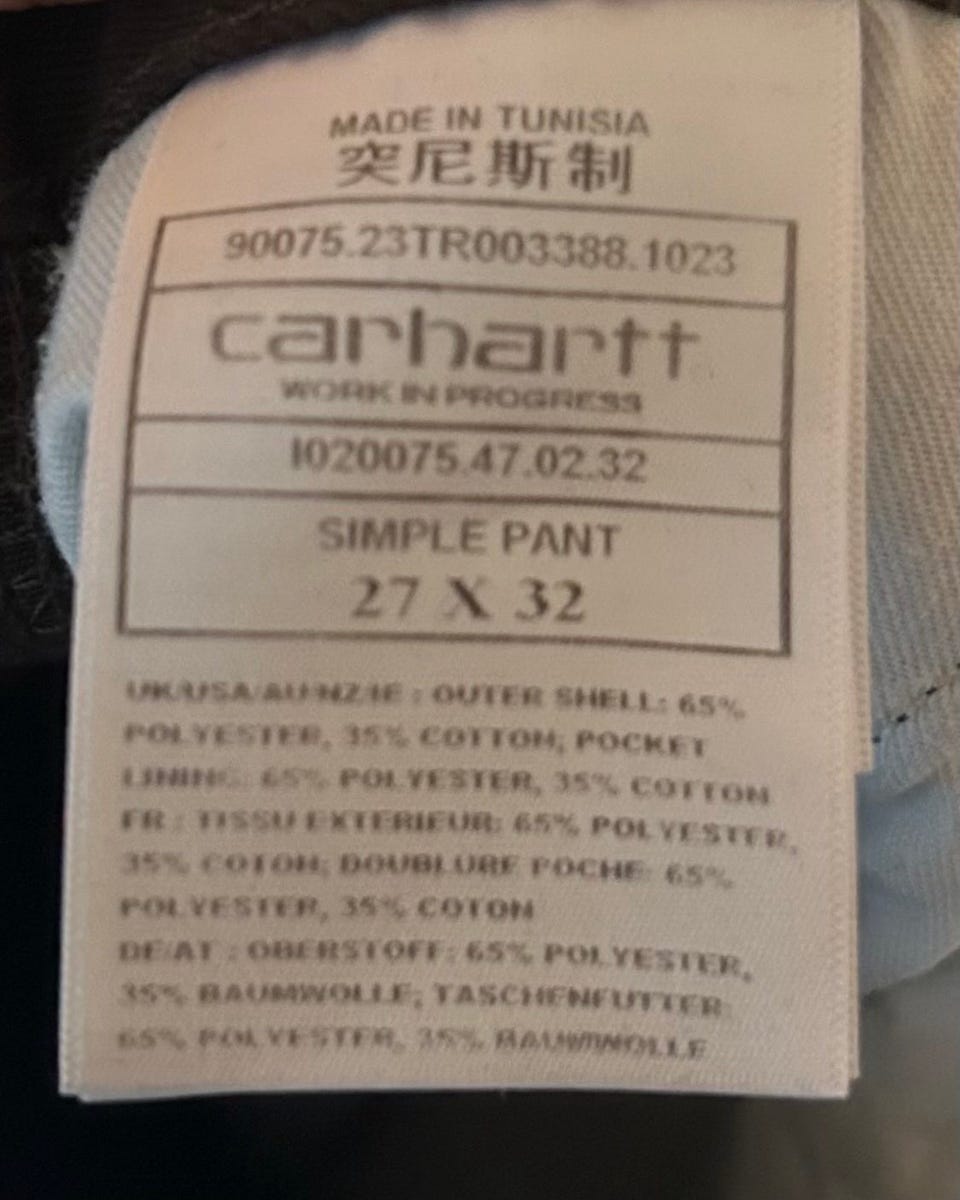 MADE IN TUNISIA
突尼斯制
90075.23TR003388.1023
carhartt
WORK IN PROGRESS
I020075.47.02.32
SIMPLE PANT
27 X 32
UK/USA/AU/NZ/IE : OUTER SHELL: 65%
POLYESTER, 35% COTTON; POCKET
LINING: 65% POLYESTER, 35% COTTON
FR : TISSU EXTERIEUR: 65% POLYESTER,
35% COTON; DOUBLURE POCHE: 65%
POLYESTER, 35% COTON
DE/AT : OBERSTOFF: 65% POLYESTER,
35% BAUMWOLLE; TASCHENFUTTER:
65% POLYESTER, 35% BAUMWOLLE